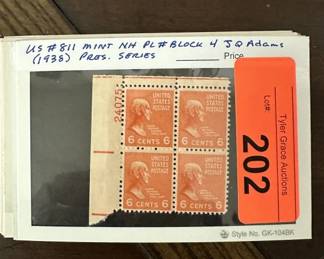 US #811 MINT NH PL# BLOCK 4 J Q Adams
(1938) PRES. SERIES
Price
24075
UNITED
STATES
POSTAGE
6 CENTS 6
UNITED
STATES
POSTAGE
6 CENTS 6
UNITED
STATES
POSTAGE
6 CENTS 6
UNITED
STATES
POSTAGE
6 CENTS 6
Tyler Grace Auctions
Lot#:
202
Style No. GK-104BK